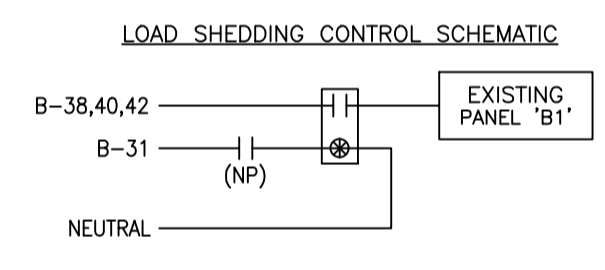 LOAD SHEDDING CONTROL SCHEMATIC
B-38,40,42
EXISTING
PANEL 'B1'
B-31
(NP)
NEUTRAL